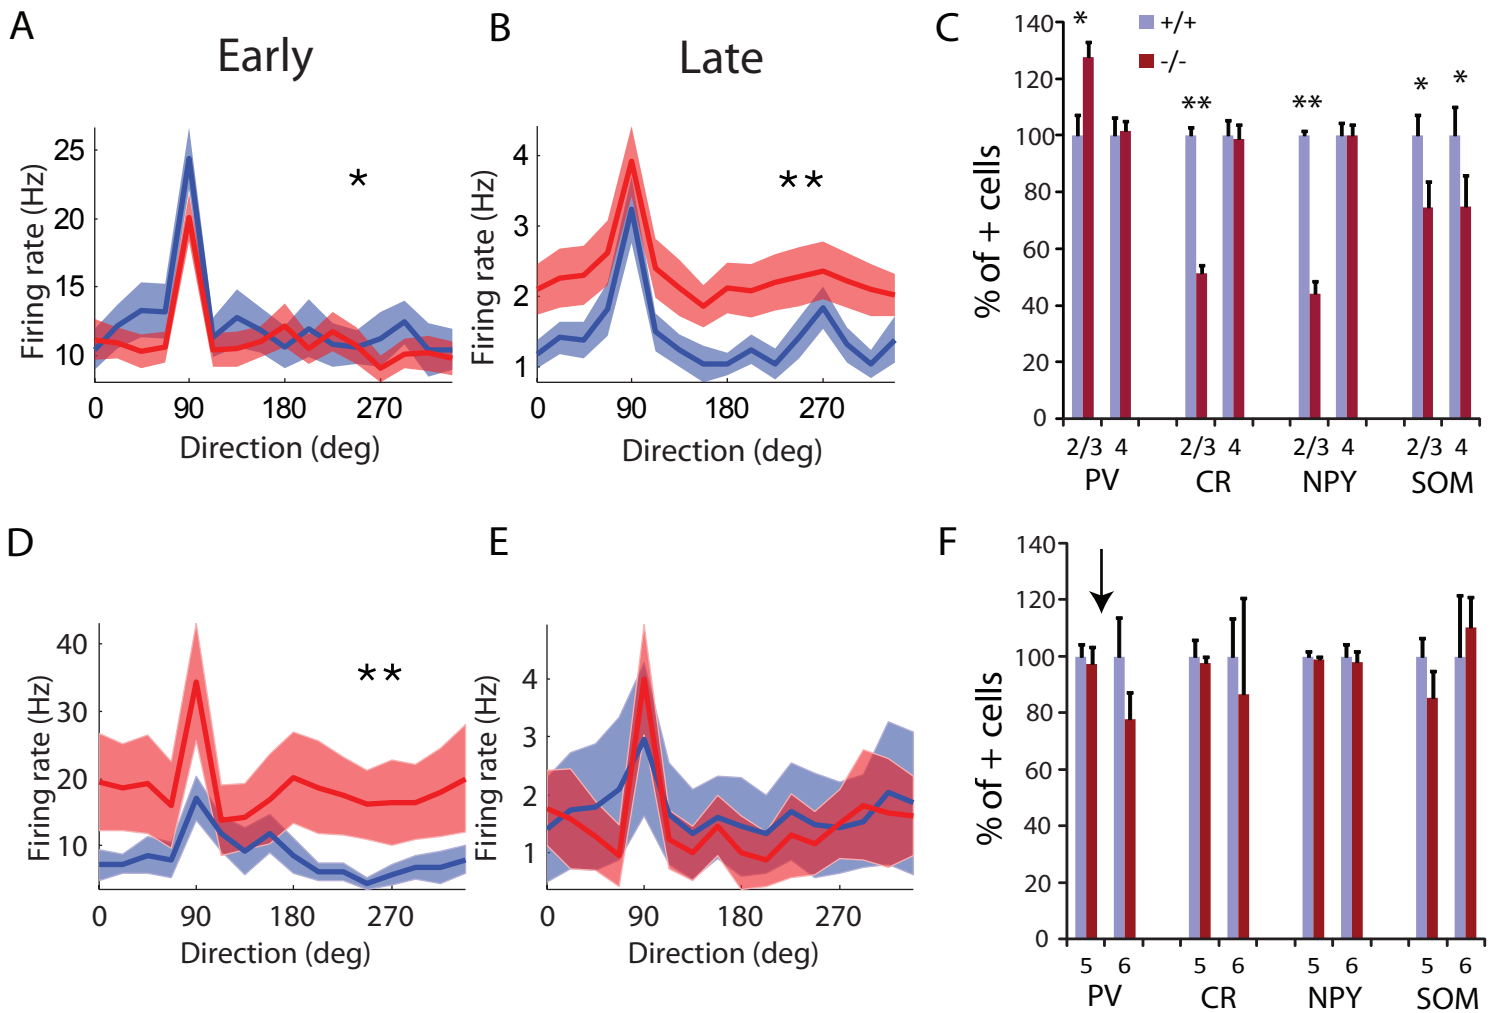 A
Early
Firing rate (Hz)
25
20
15
10
*
0 90 180 270
Direction (deg)
B
Late
Firing rate (Hz)
4
3
2
1
**
0 90 180 270
Direction (deg)
C
% of + cells
140
120
100
80
60
40
20
0
+/+
-/-
*
**
**
*
*
2/3 4 2/3 4 2/3 4 2/3 4
PV CR NPY SOM
D
Firing rate (Hz)
40
30
20
10
**
0 90 180 270
Direction (deg)
E
Firing rate (Hz)
4
3
2
1
0 90 180 270
Direction (deg)
F
% of + cells
140
120
100
80
60
40
20
0
5 6 5 6 5 6 5 6
PV CR NPY SOM